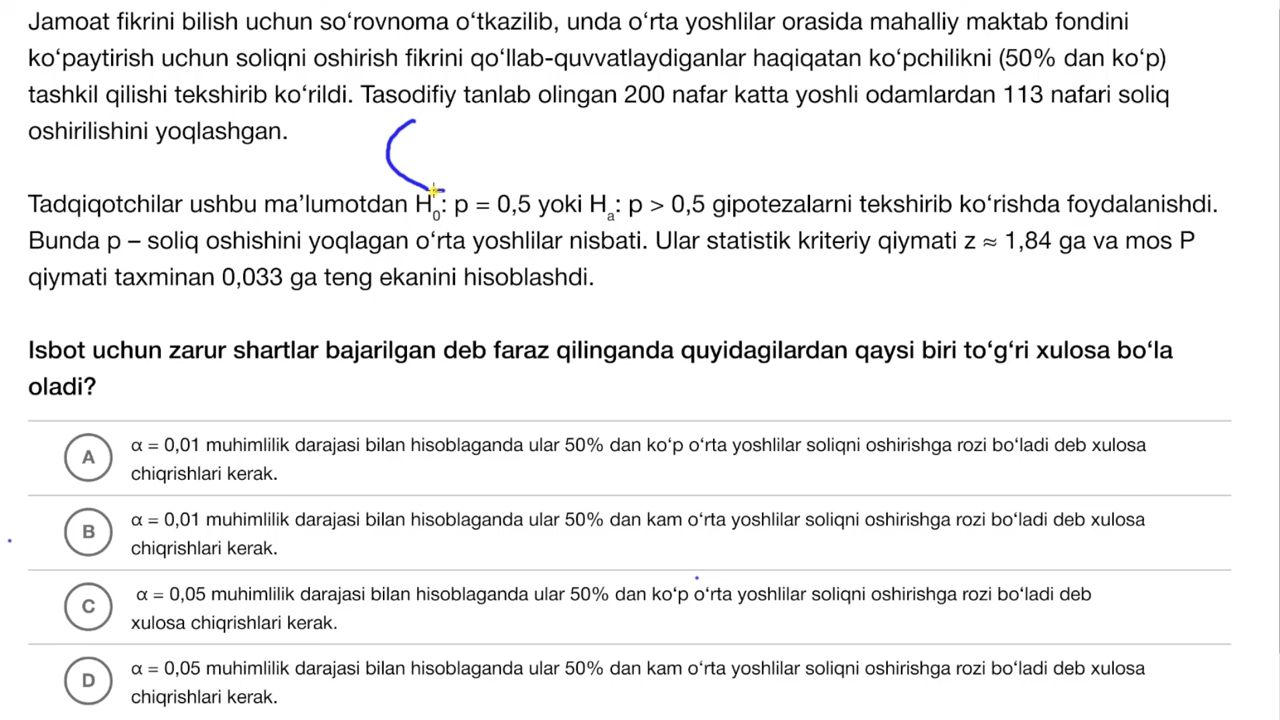 Jamoat fikrini bilish uchun so‘rovnoma o‘tkazilib, unda o‘rta yoshlilar orasida mahalliy maktab fondini
ko‘paytirish uchun soliqni oshirish fikrini qo‘llab-quvvatlaydiganlar haqiqatan ko‘pchilikni (50% dan ko‘p)
tashkil qilishi tekshirib ko‘rildi. Tasodifiy tanlab olingan 200 nafar katta yoshli odamlardan 113 nafari soliq
oshirilishini yoqlashgan.
Tadqiqotchilar ushbu ma’lumotdan H₀: p = 0,5 yoki Hₐ: p > 0,5 gipotezalarni tekshirib ko‘rishda foydalanishdi.
Bunda p – soliq oshishini yoqlagan o‘rta yoshlilar nisbati. Ular statistik kriteriy qiymati z ≈ 1,84 ga va mos P
qiymati taxminan 0,033 ga teng ekanini hisoblashdi.
Isbot uchun zarur shartlar bajarilgan deb faraz qilinganda quyidagilardan qaysi biri to‘g‘ri xulosa bo‘la
oladi?
A α = 0,01 muhimlilik darajasi bilan hisoblaganda ular 50% dan ko‘p o‘rta yoshlilar soliqni oshirishga rozi bo‘ladi deb xulosa
chiqrishlari kerak.
B α = 0,01 muhimlilik darajasi bilan hisoblaganda ular 50% dan kam o‘rta yoshlilar soliqni oshirishga rozi bo‘ladi deb xulosa
chiqrishlari kerak.
C α = 0,05 muhimlilik darajasi bilan hisoblaganda ular 50% dan ko‘p o‘rta yoshlilar soliqni oshirishga rozi bo‘ladi deb
xulosa chiqrishlari kerak.
D α = 0,05 muhimlilik darajasi bilan hisoblaganda ular 50% dan kam o‘rta yoshlilar soliqni oshirishga rozi bo‘ladi deb xulosa
chiqrishlari kerak.